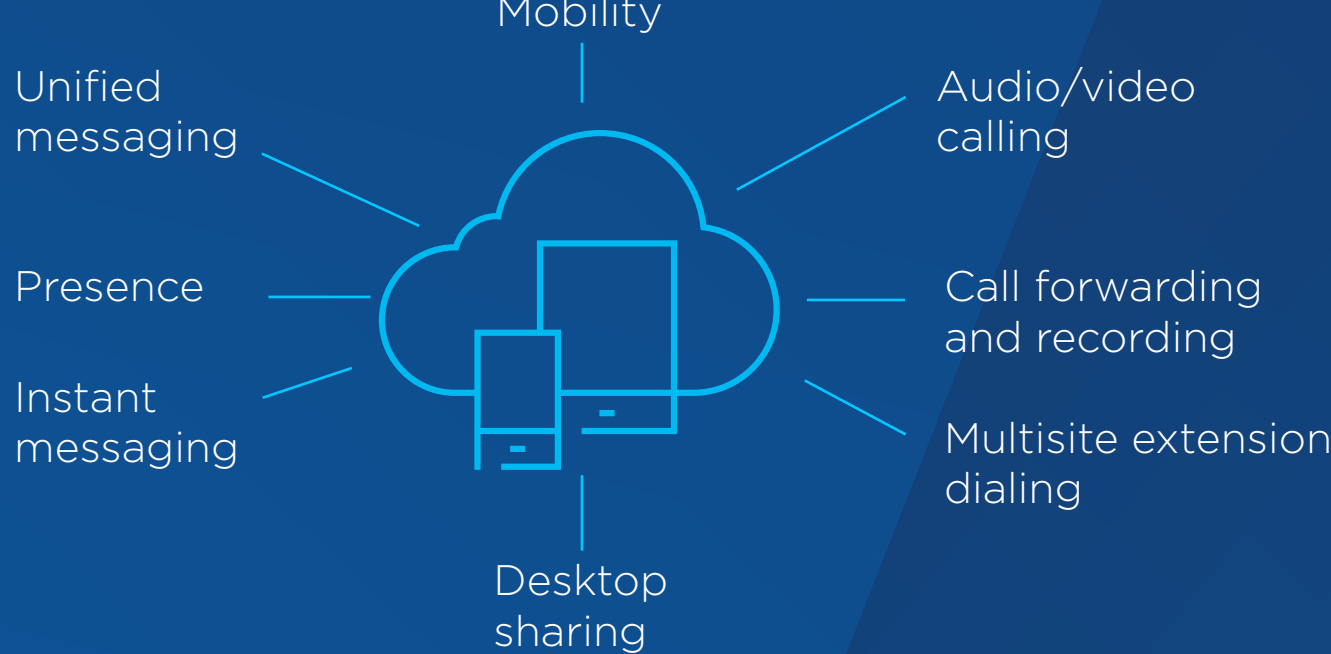 Mobility
Unified
messaging
Audio/video
calling
Presence
Call forwarding
and recording
Instant
messaging
Multisite extension
dialing
Desktop
sharing